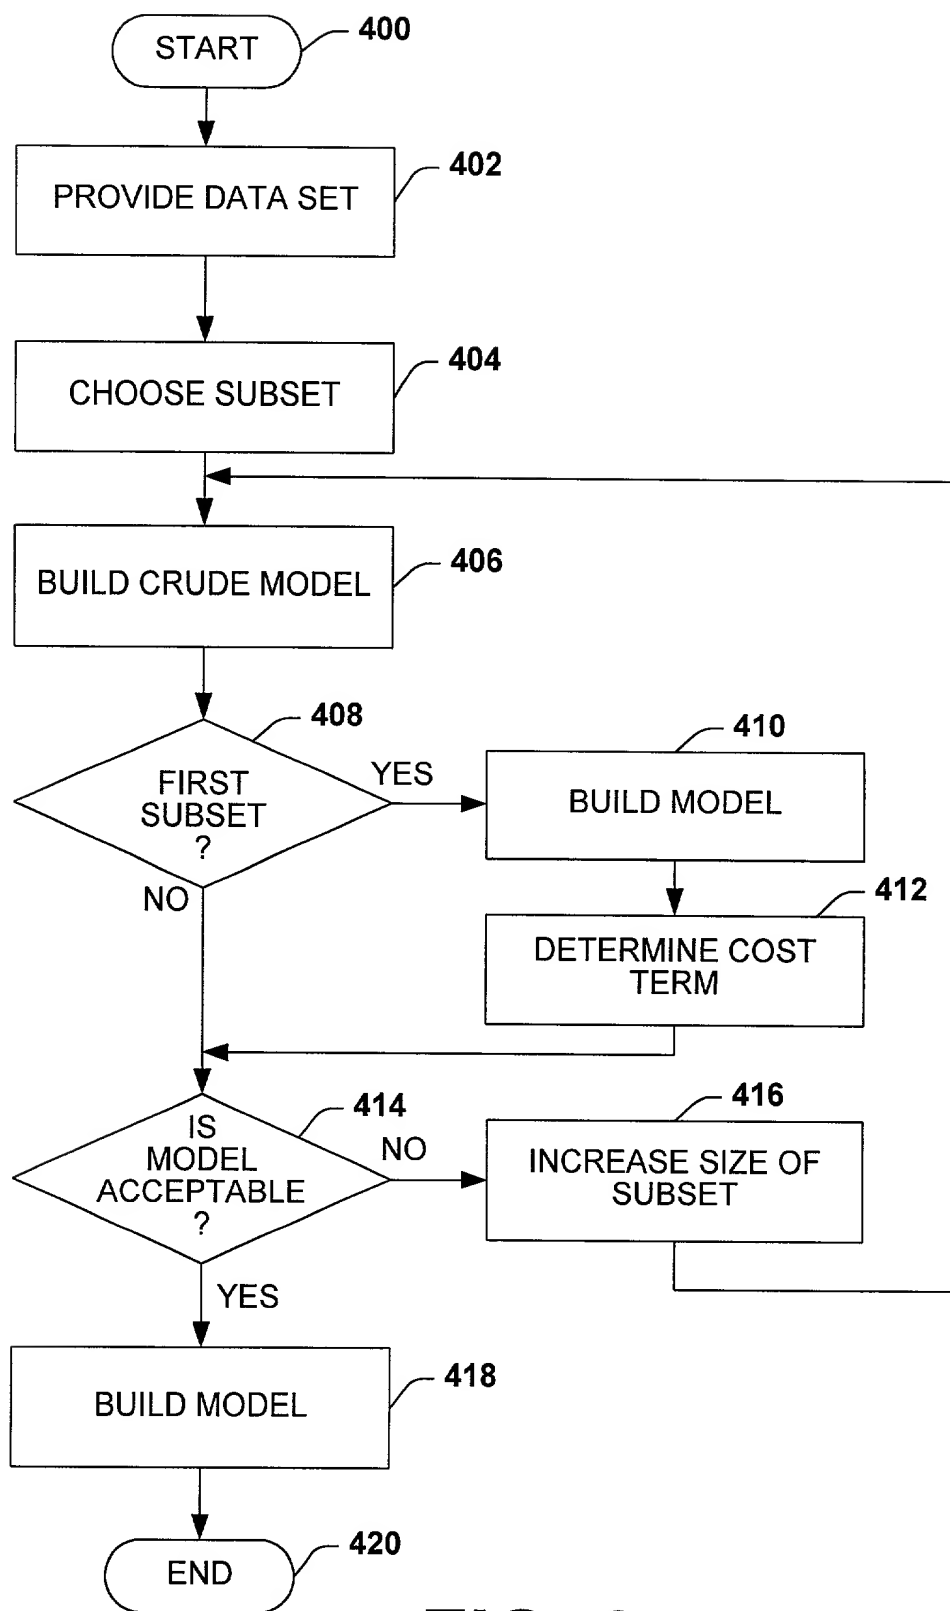 START
400
PROVIDE DATA SET
402
CHOOSE SUBSET
404
BUILD CRUDE MODEL
406
FIRST
SUBSET
?
408
YES
NO
BUILD MODEL
410
DETERMINE COST
TERM
412
IS
MODEL
ACCEPTABLE
?
414
NO
YES
INCREASE SIZE OF
SUBSET
416
BUILD MODEL
418
END
420